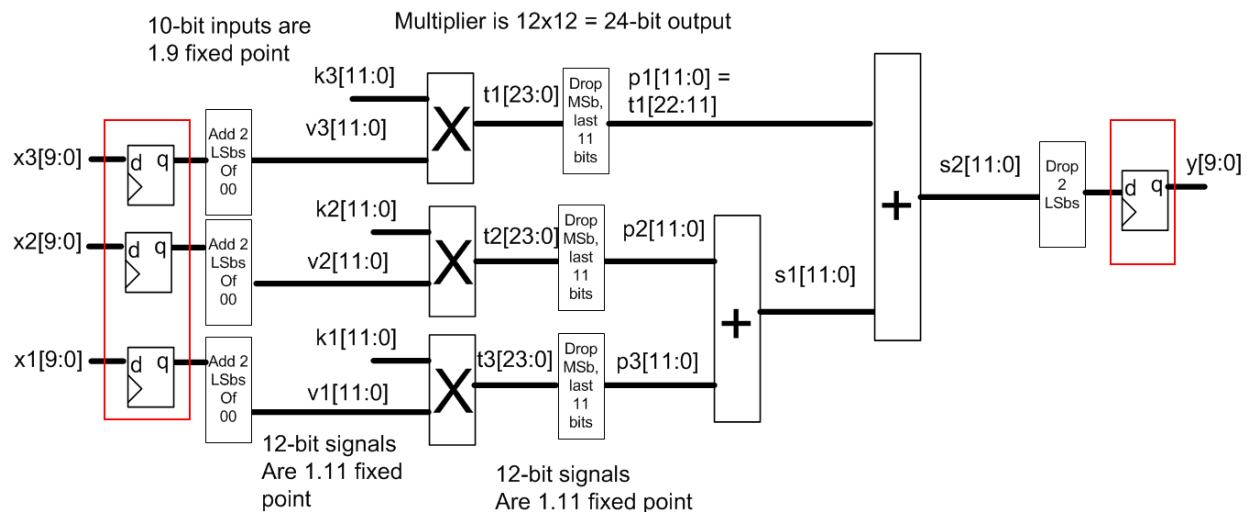 10-bit inputs are
1.9 fixed point
Multiplier is 12x12 = 24-bit output
k3[11:0]
t1[23:0]
Drop
MSb,
last
11
bits
p1[11:0] =
t1[22:11]
x3[9:0]
d q
Add 2
LSbs
Of
00
v3[11:0]
X
s2[11:0]
Drop
2
LSbs
d q
y[9:0]
+
x2[9:0]
d q
Add 2
LSbs
Of
00
k2[11:0]
v2[11:0]
X
t2[23:0]
Drop
MSb,
last
11
bits
p2[11:0]
s1[11:0]
+
x1[9:0]
d q
Add 2
LSbs
Of
00
k1[11:0]
v1[11:0]
X
t3[23:0]
Drop
MSb,
last
11
bits
p3[11:0]
12-bit signals
Are 1.11 fixed
point
12-bit signals
Are 1.11 fixed point